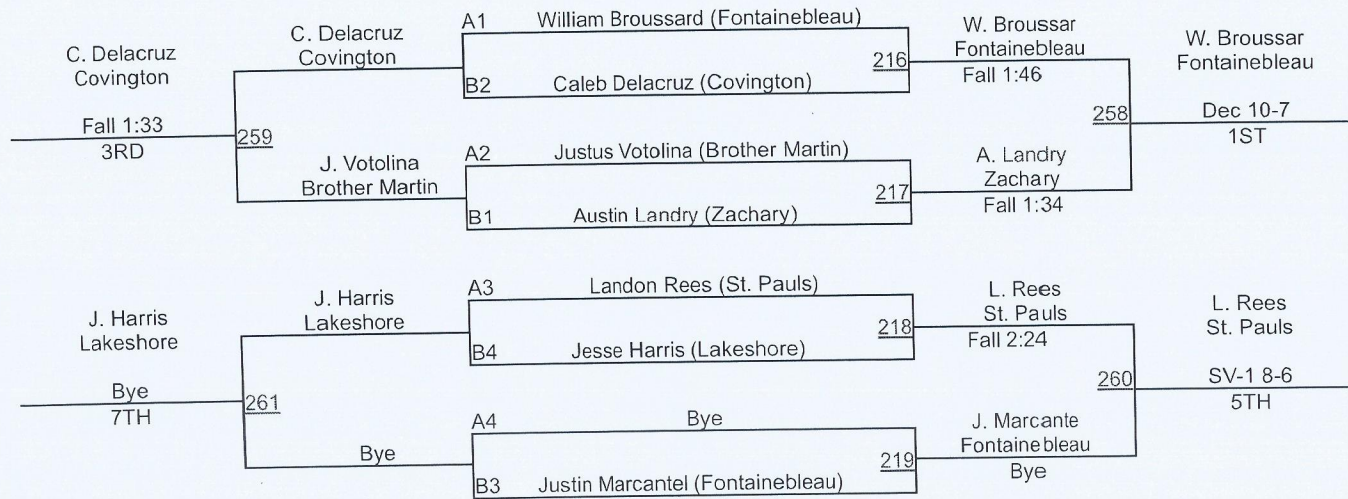 A1 William Broussard (Fontainebleau)
C. Delacruz
Covington
C. Delacruz
Covington
W. Broussar
Fontainebleau
W. Broussar
Fontainebleau
216
Fall 1:46
B2 Caleb Delacruz (Covington)
Fall 1:33
3RD
259
258
Dec 10-7
1ST
J. Votolina
Brother Martin
A2 Justus Votolina (Brother Martin)
A. Landry
Zachary
217
Fall 1:34
B1 Austin Landry (Zachary)
A3 Landon Rees (St. Pauls)
J. Harris
Lakeshore
J. Harris
Lakeshore
L. Rees
St. Pauls
L. Rees
St. Pauls
218
Fall 2:24
B4 Jesse Harris (Lakeshore)
Bye
7TH
261
260
SV-1 8-6
5TH
A4 Bye
J. Marcante
Fontainebleau
Bye
219
Bye
B3 Justin Marcantel (Fontainebleau)